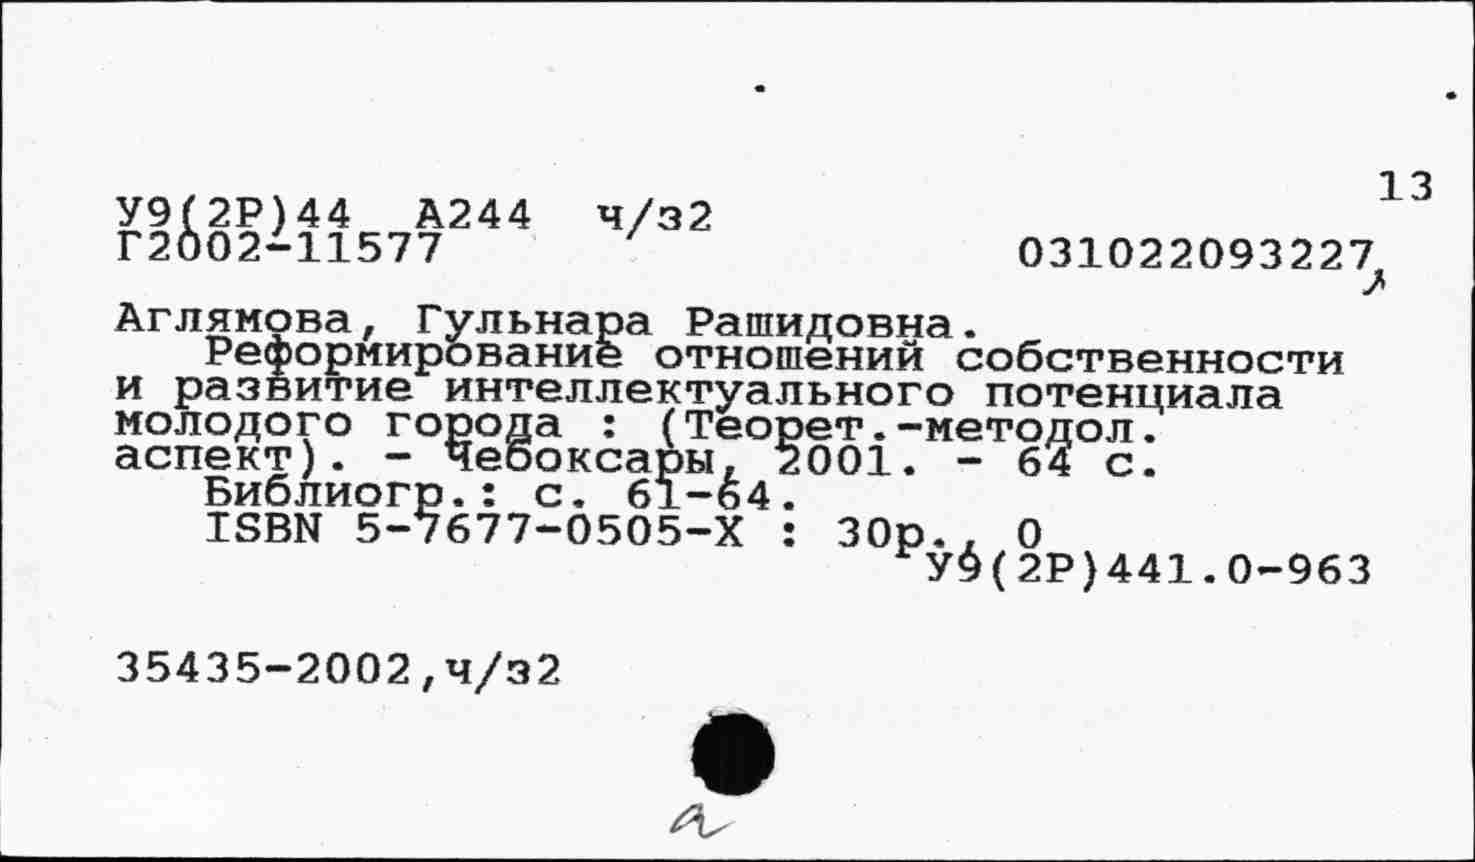 13
У9(2Р)44 А244 ч/з2
Г2002-11577 031022093227
Аглямова, Гульнара Рашидовна.
Реформирование отношений собственности
и развитие интеллектуального потенциала
молодого города : (Теорет.-методол.
аспект). - Чебоксары, 2001. - 64 с.
Библиогр.: с. 61-64.
ISBN 5-7677-0505-X : 30р., 0
У9(2Р)441.0-963
35435-2002,ч/з2
а